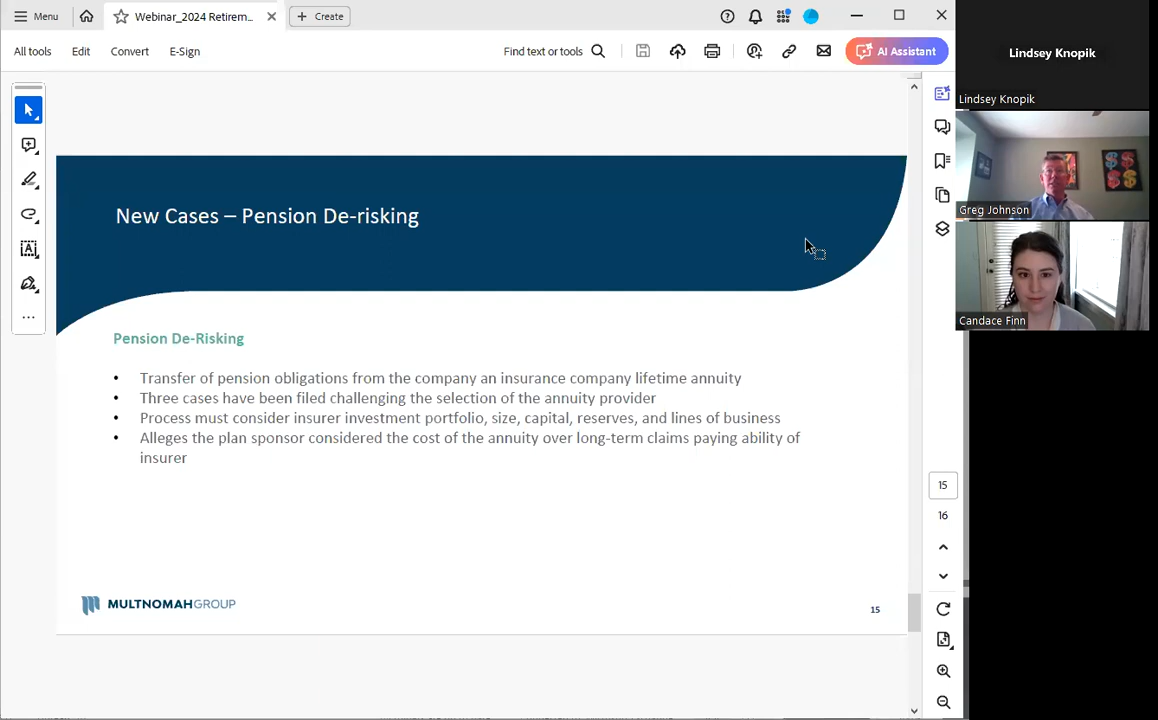 Menu
Webinar_2024 Retirem...
Create
All tools
Edit
Convert
E-Sign
Find text or tools
AI Assistant
Lindsey Knopik
Lindsey Knopik
Greg Johnson
Candace Finn
New Cases – Pension De-risking
Pension De-Risking
• Transfer of pension obligations from the company an insurance company lifetime annuity
• Three cases have been filed challenging the selection of the annuity provider
• Process must consider insurer investment portfolio, size, capital, reserves, and lines of business
• Alleges the plan sponsor considered the cost of the annuity over long-term claims paying ability of
insurer
MULTNOMAHGROUP
15
15
16